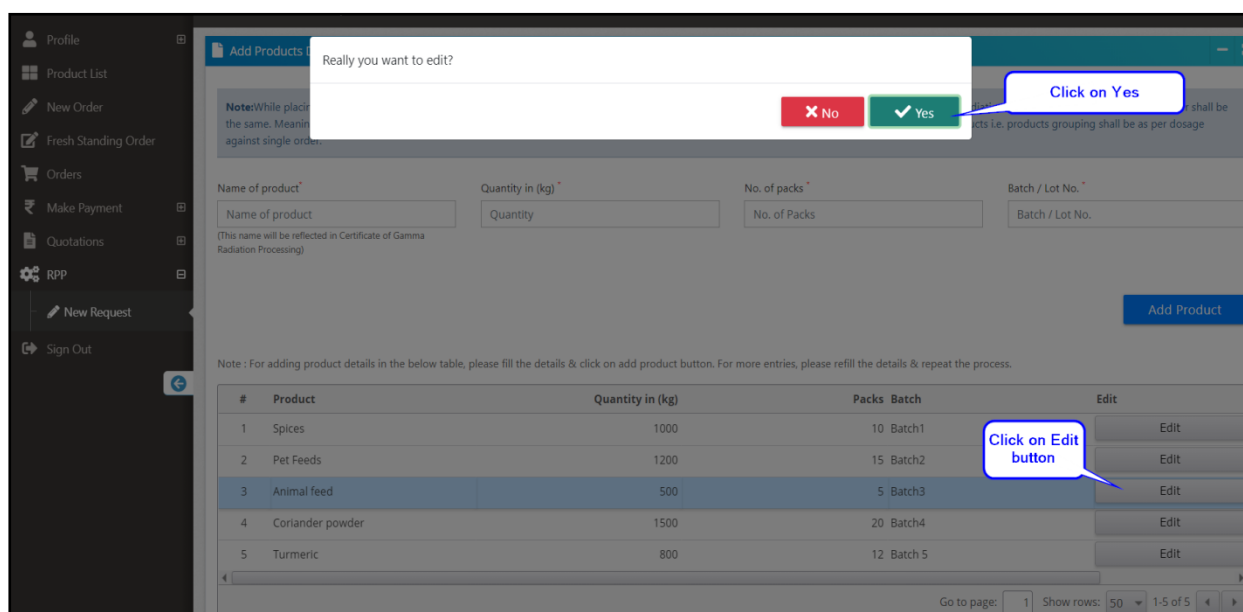 Profile
Product List
New Order
Fresh Standing Order
Orders
Make Payment
Quotations
RPP
New Request
Sign Out
Add Products
Really you want to edit?
No
Yes
Click on Yes
Note:While placin
shall be
the same. Meanin
ucts i.e. products grouping shall be as per dosage
against single order.
Name of product*
Quantity in (kg) *
No. of packs *
Batch / Lot No. *
Name of product
Quantity
No. of Packs
Batch / Lot No.
(This name will be reflected in Certificate of Gamma
Radiation Processing)
Add Product
Note : For adding product details in the below table, please fill the details & click on add product button. For more entries, please refill the details & repeat the process.
# Product Quantity in (kg) Packs Batch Edit
1 Spices 1000 10 Batch1 Edit
2 Pet Feeds 1200 15 Batch2 Edit
3 Animal feed 500 5 Batch3 Edit
4 Coriander powder 1500 20 Batch4 Edit
5 Turmeric 800 12 Batch 5 Edit
Click on Edit
button
Go to page: 1 Show rows: 50 1-5 of 5